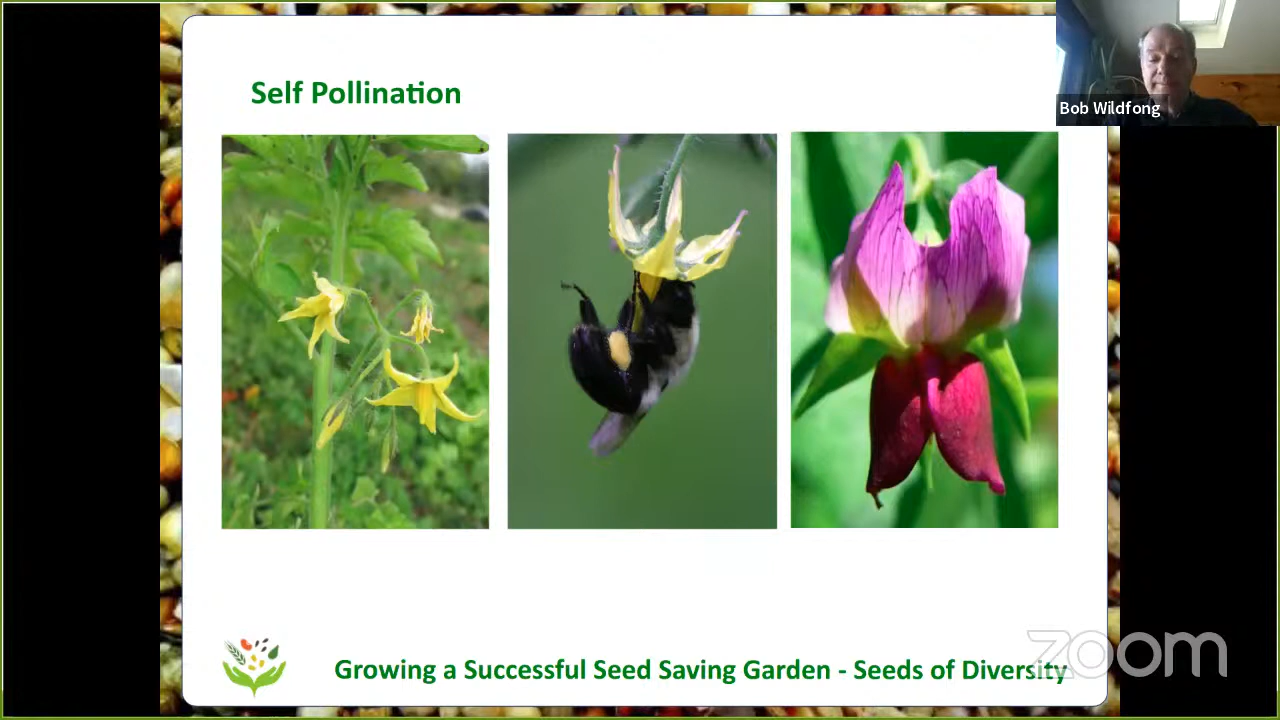 Self Pollination
Bob Wildfong
Growing a Successful Seed Saving Garden - Seeds of Diversity
zoom